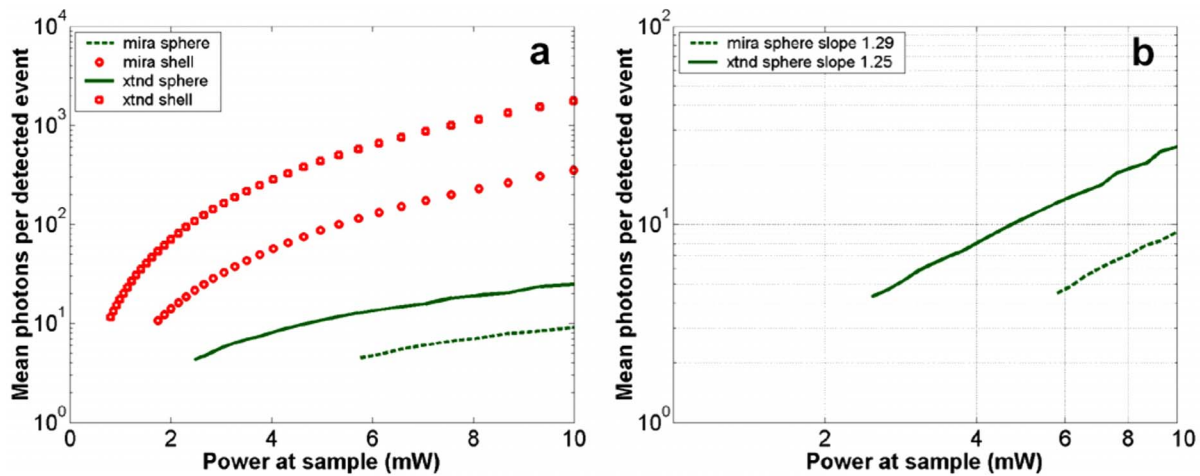 a
mira sphere
mira shell
xtnd sphere
xtnd shell
Mean photons per detected event
10^4
10^3
10^2
10^1
10^0
0
2
4
6
8
10
Power at sample (mW)
b
mira sphere slope 1.29
xtnd sphere slope 1.25
Mean photons per detected event
10^2
10^1
10^0
2
4
6
8
10
Power at sample (mW)